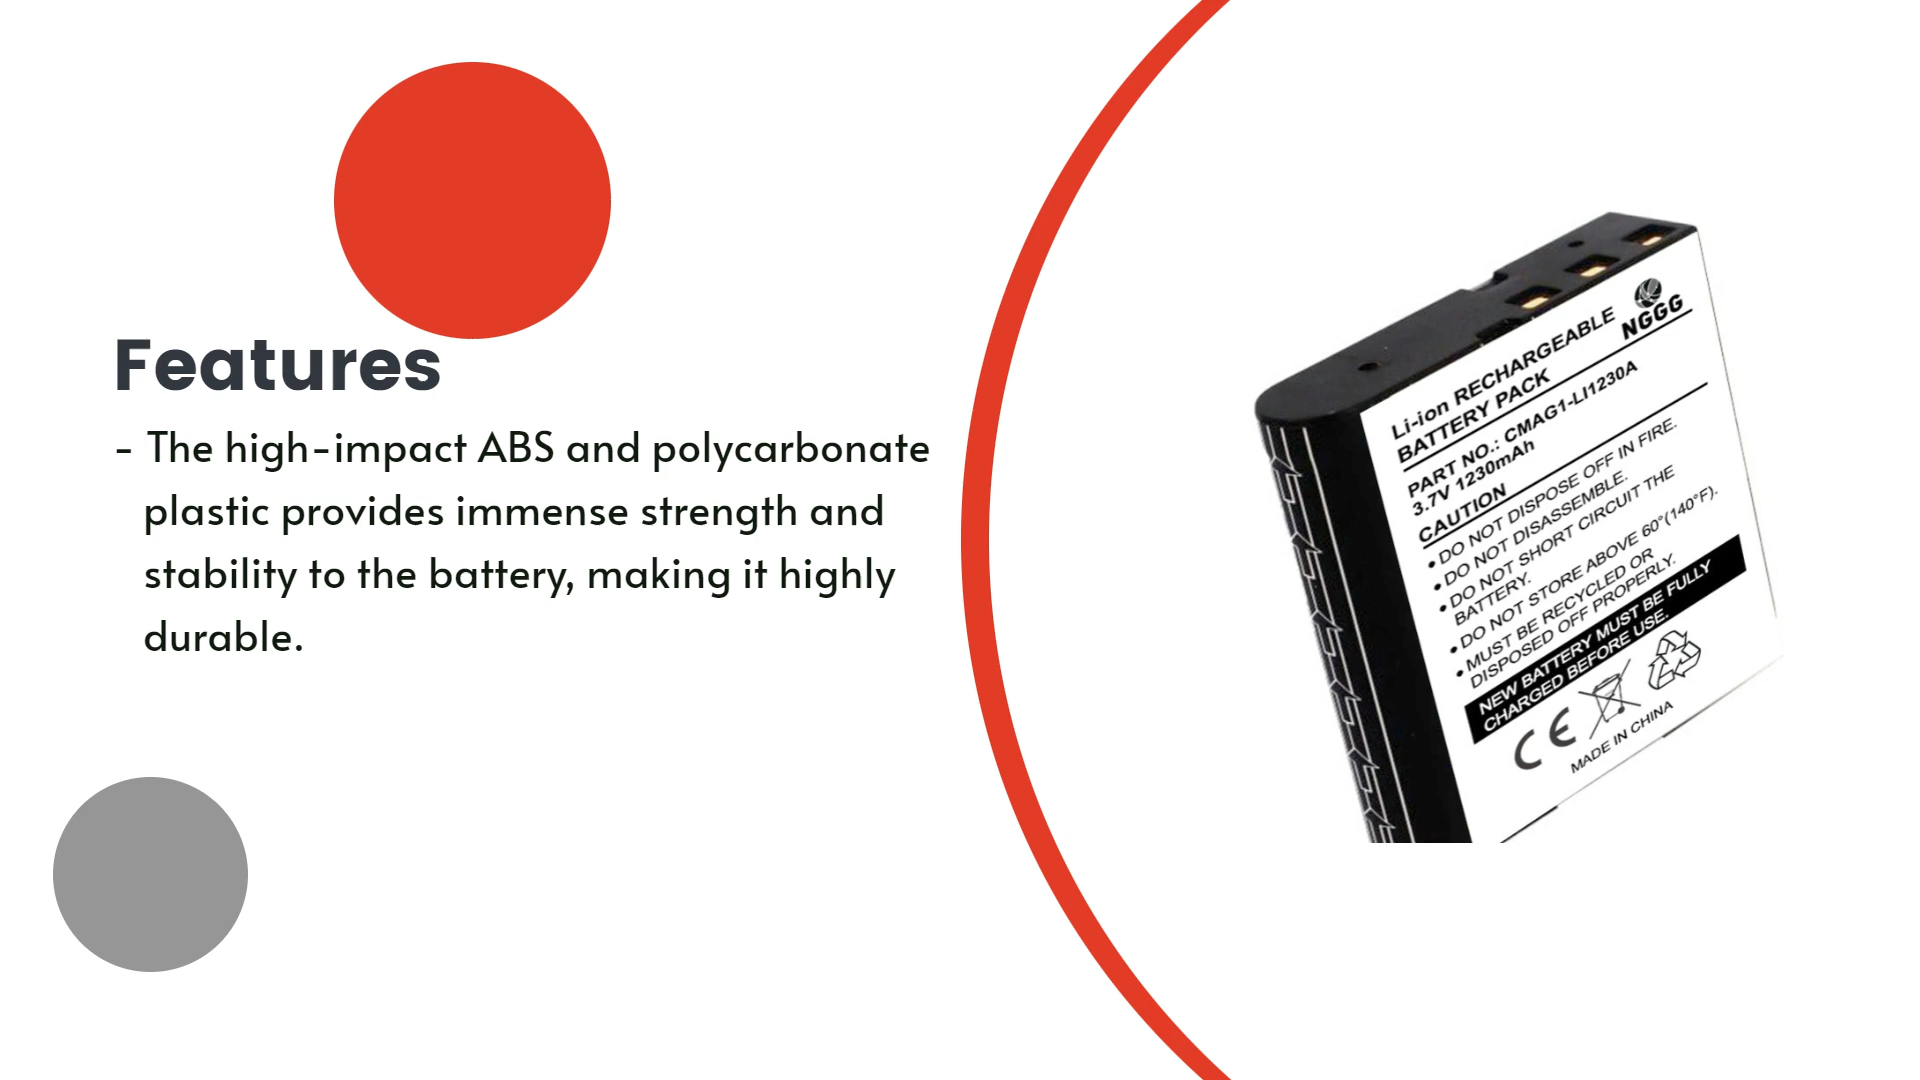 Features
- The high-impact ABS and polycarbonate
plastic provides immense strength and
stability to the battery, making it highly
durable.
NGGG
Li-ion RECHARGEABLE
BATTERY PACK
PART NO.: CMAG1-LI1230A
3.7V 1230mAh
CAUTION
• DO NOT DISPOSE OFF IN FIRE.
• DO NOT DISASSEMBLE.
• DO NOT SHORT CIRCUIT THE
BATTERY.
• DO NOT STORE ABOVE 60°(140°F).
• MUST BE RECYCLED OR
DISPOSED OFF PROPERLY.
NEW BATTERY MUST BE FULLY
CHARGED BEFORE USE.
CE
MADE IN CHINA